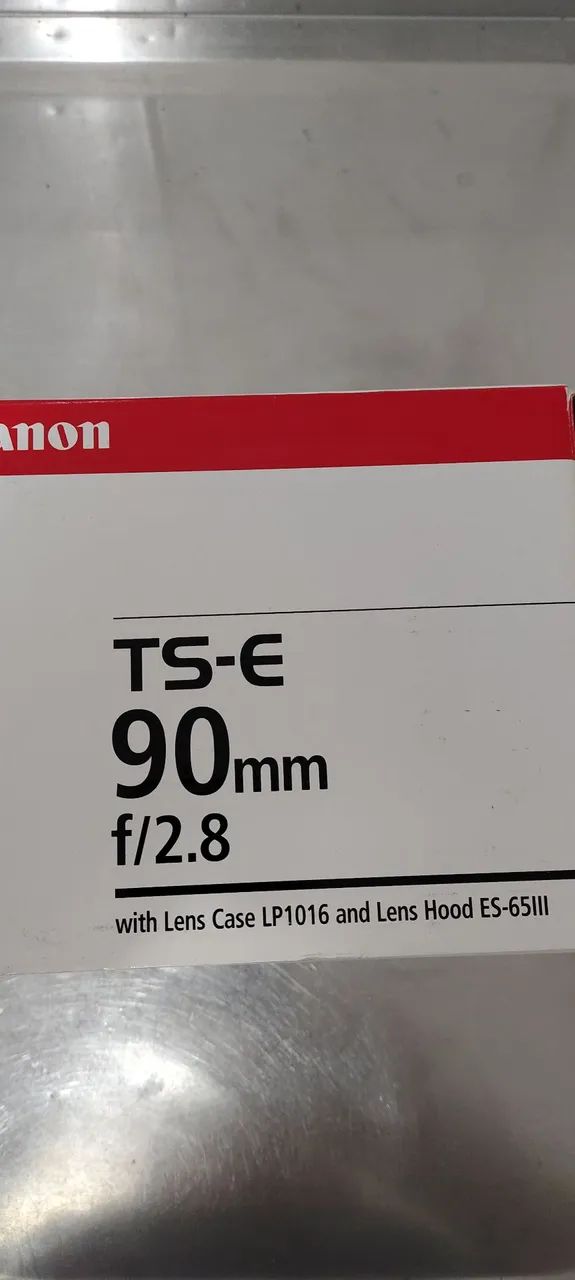 anon
TS-E
90mm
f/2.8
with Lens Case LP1016 and Lens Hood ES-65III